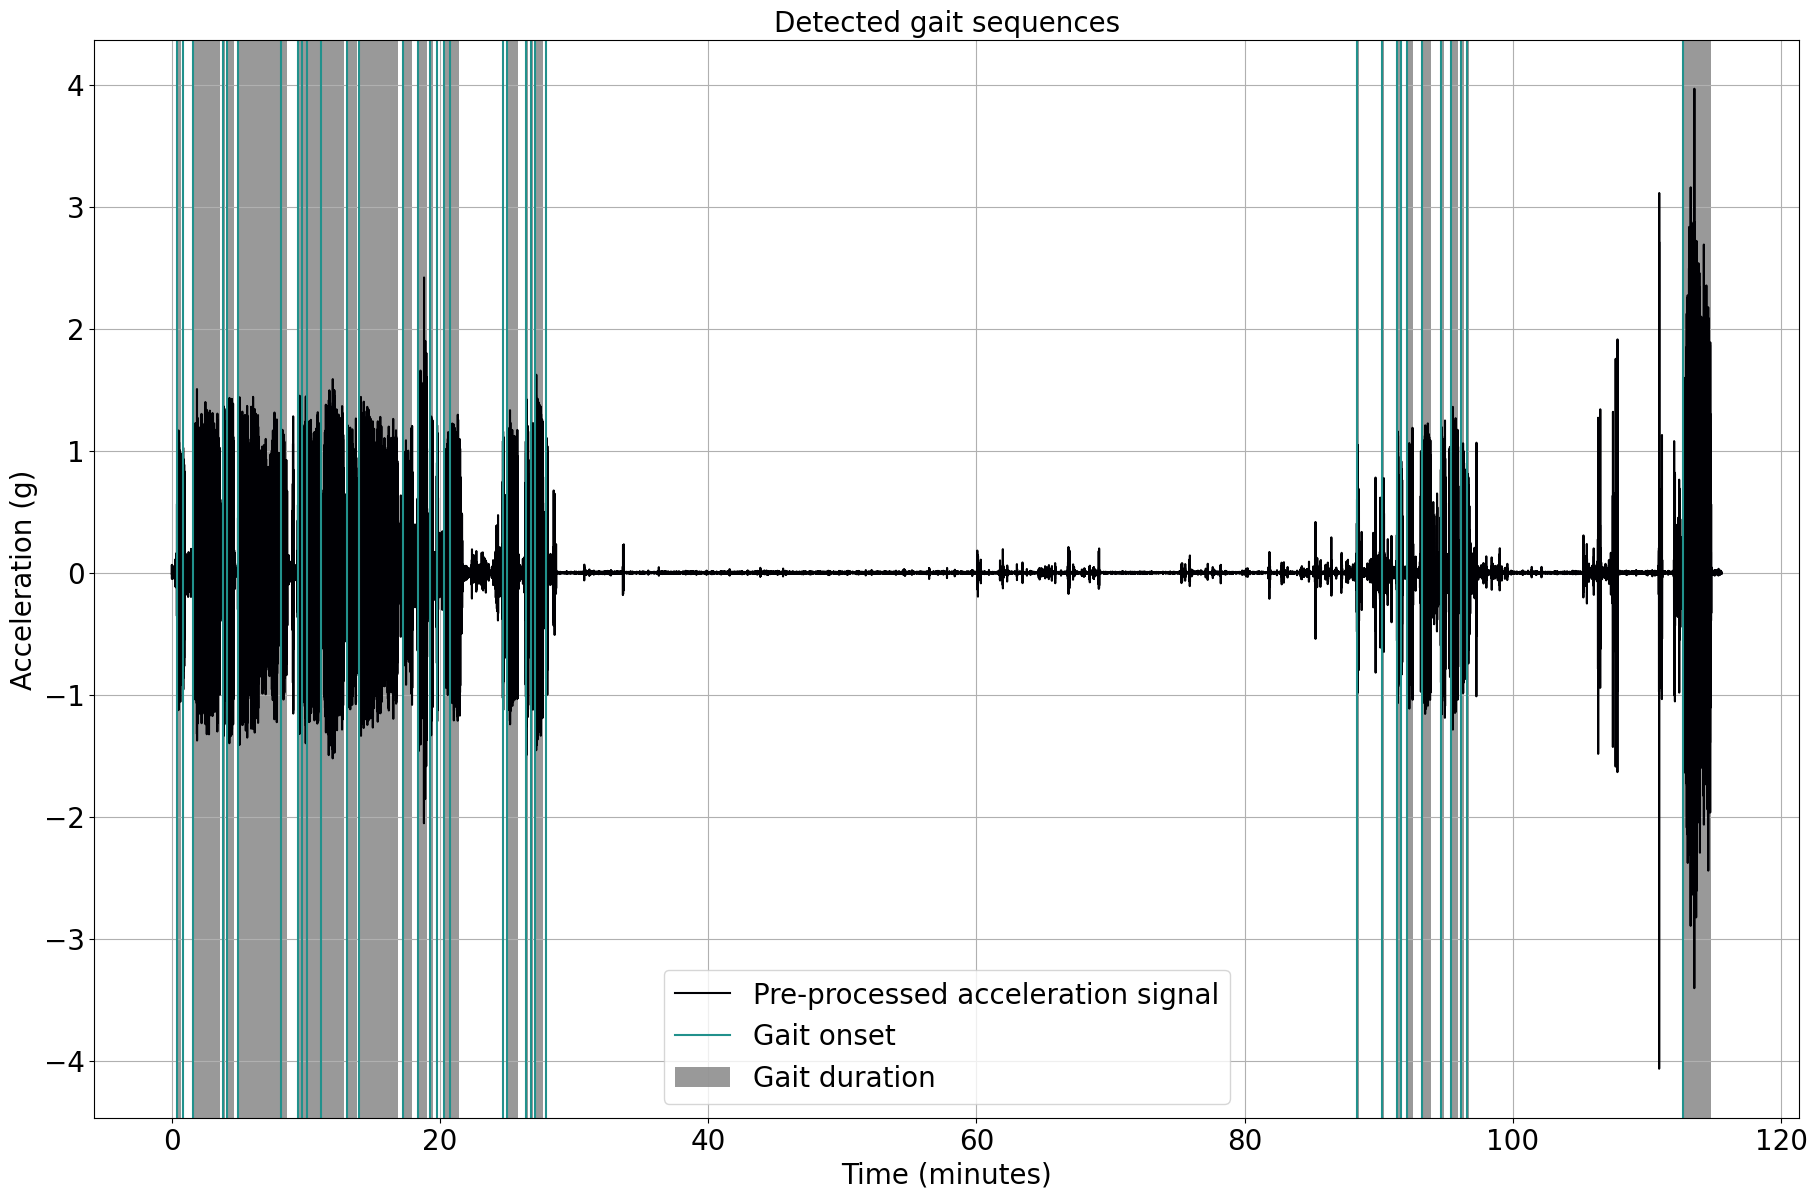 Detected gait sequences
4
3
2
1
0
−1
−2
−3
−4
Acceleration (g)
Pre-processed acceleration signal
Gait onset
Gait duration
0 20 40 60 80 100 120
Time (minutes)